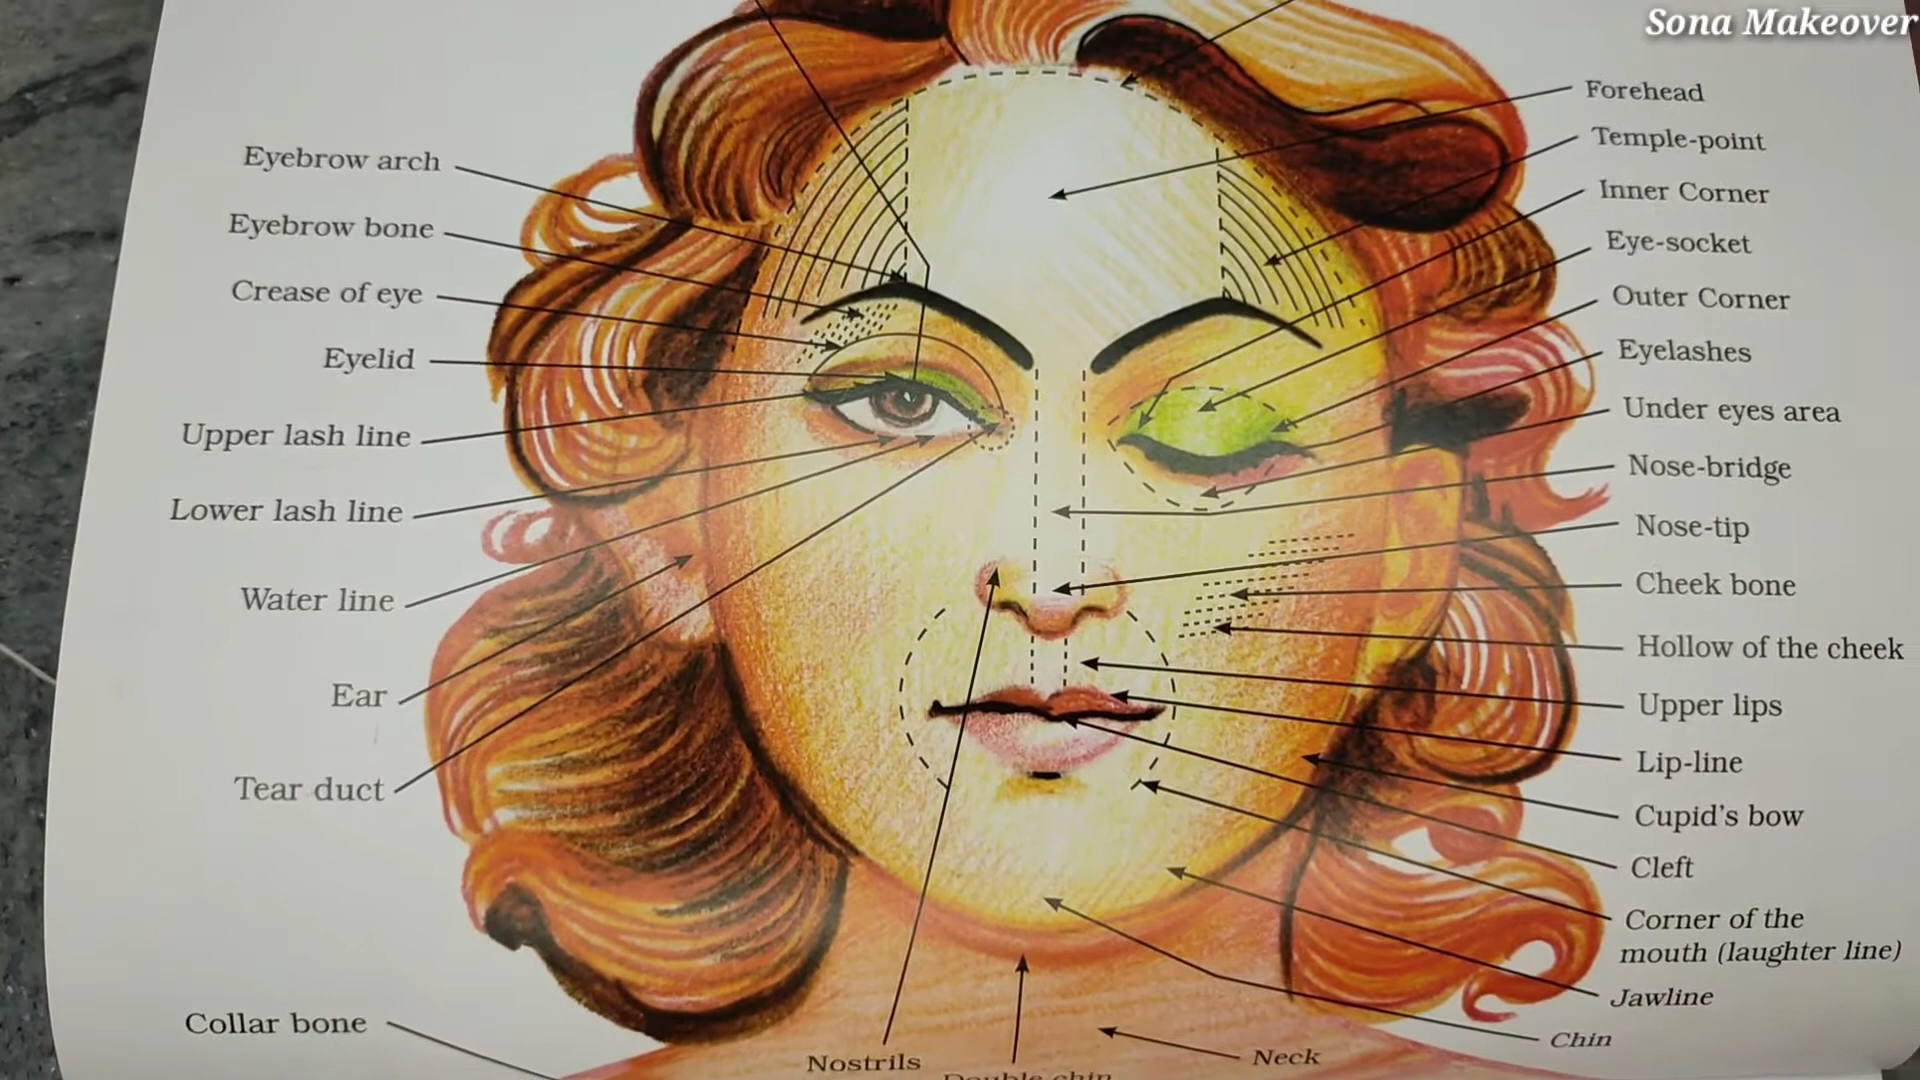 Sona Makeover
Eyebrow arch
Eyebrow bone
Crease of eye
Eyelid
Upper lash line
Lower lash line
Water line
Ear
Tear duct
Collar bone
Nostrils
Double chin
Neck
Forehead
Temple-point
Inner Corner
Eye-socket
Outer Corner
Eyelashes
Under eyes area
Nose-bridge
Nose-tip
Cheek bone
Hollow of the cheek
Upper lips
Lip-line
Cupid's bow
Cleft
Corner of the
mouth (laughter line)
Jawline
Chin